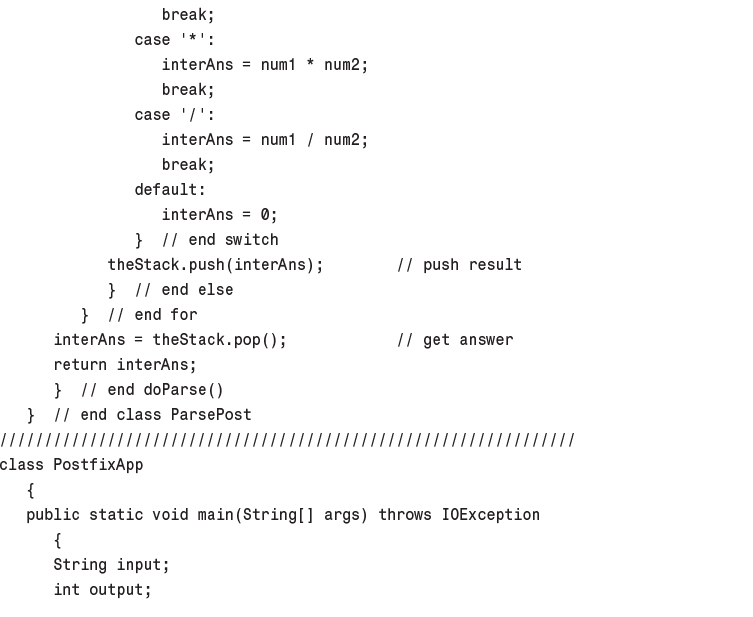 break;
               case '*':
                  interAns = num1 * num2;
                  break;
               case '/':
                  interAns = num1 / num2;
                  break;
               default:
                  interAns = 0;
               }  // end switch
            theStack.push(interAns);        // push result
            }  // end else
         }  // end for
      interAns = theStack.pop();            // get answer
      return interAns;
      }  // end doParse()
   }  // end class ParsePost
////////////////////////////////////////////////////////////////
class PostfixApp
   {
   public static void main(String[] args) throws IOException
      {
      String input;
      int output;